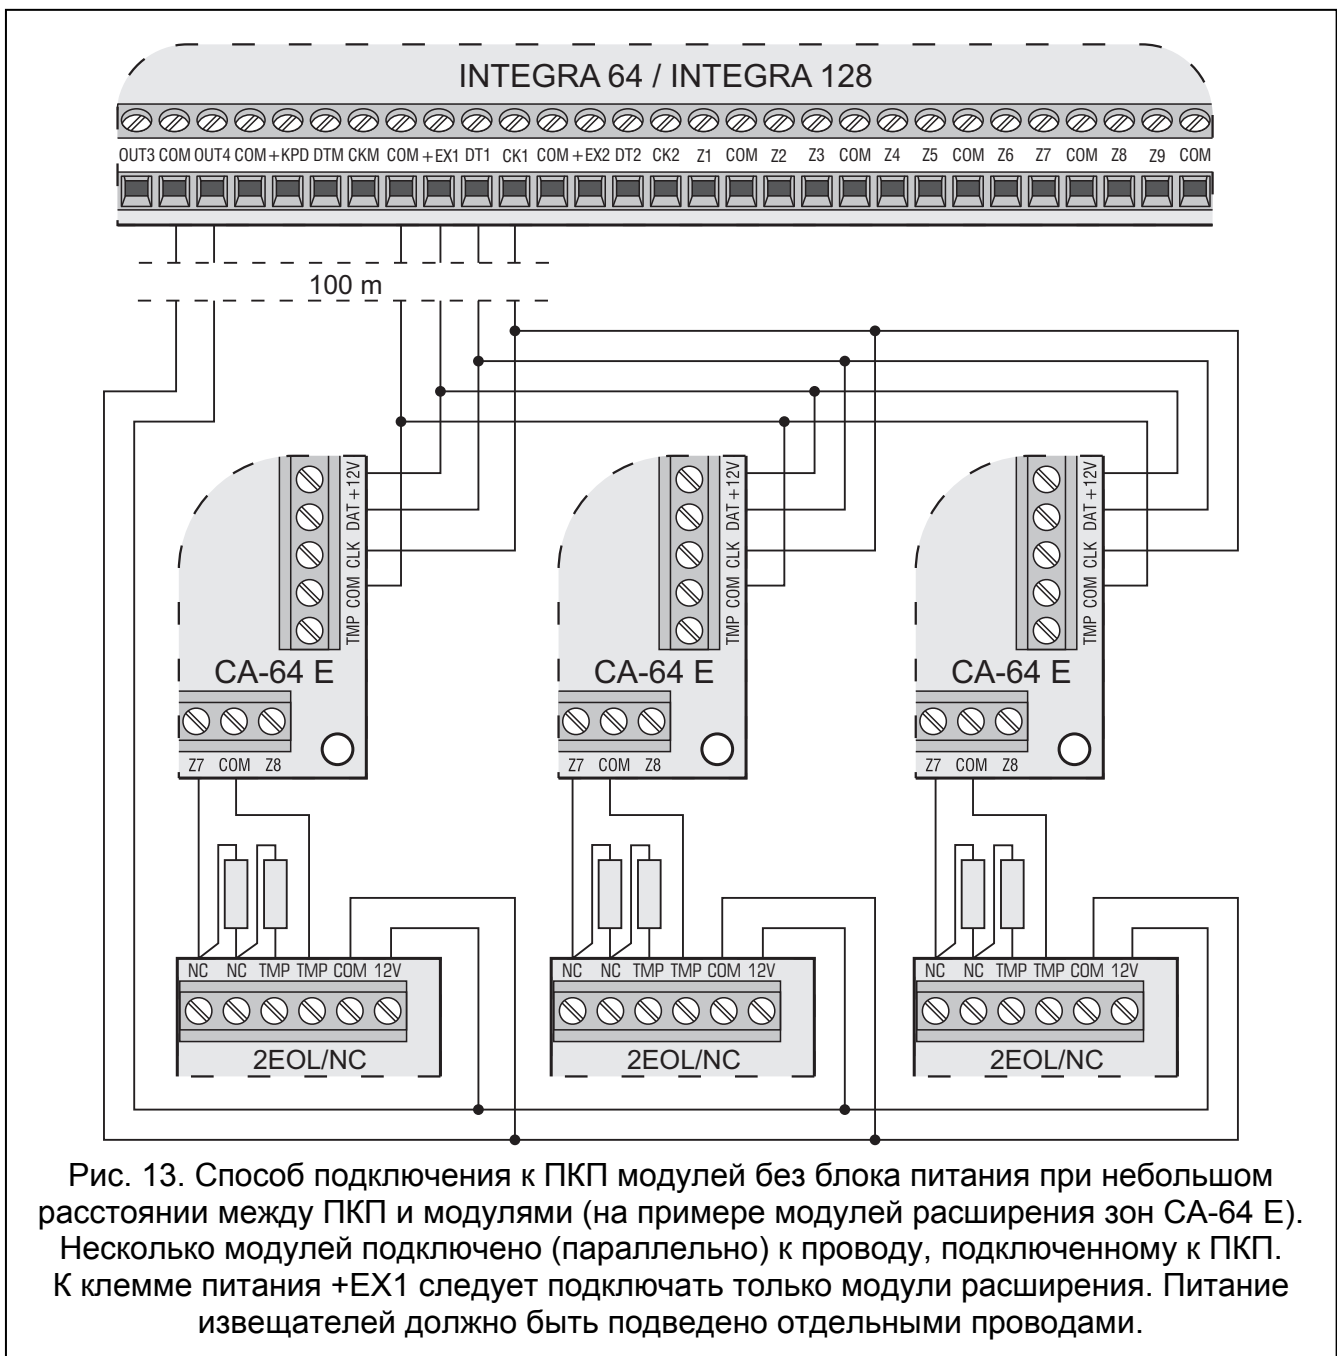 INTEGRA 64 / INTEGRA 128
OUT3 COM OUT4 COM +KPD DTM CKM COM +EX1 DT1 CK1 COM +EX2 DT2 CK2 Z1 COM Z2 Z3 COM Z4 Z5 COM Z6 Z7 COM Z8 Z9 COM
100 m
TMP COM CLK DAT +12V
TMP COM CLK DAT +12V
TMP COM CLK DAT +12V
CA-64 E
CA-64 E
CA-64 E
Z7 COM Z8
Z7 COM Z8
Z7 COM Z8
NC NC TMP TMP COM 12V
NC NC TMP TMP COM 12V
NC NC TMP TMP COM 12V
2EOL/NC
2EOL/NC
2EOL/NC
Рис. 13. Способ подключения к ПКП модулей без блока питания при небольшом
расстоянии между ПКП и модулями (на примере модулей расширения зон CA-64 E).
Несколько модулей подключено (параллельно) к проводу, подключенному к ПКП.
К клемме питания +EX1 следует подключать только модули расширения. Питание
извещателей должно быть подведено отдельными проводами.